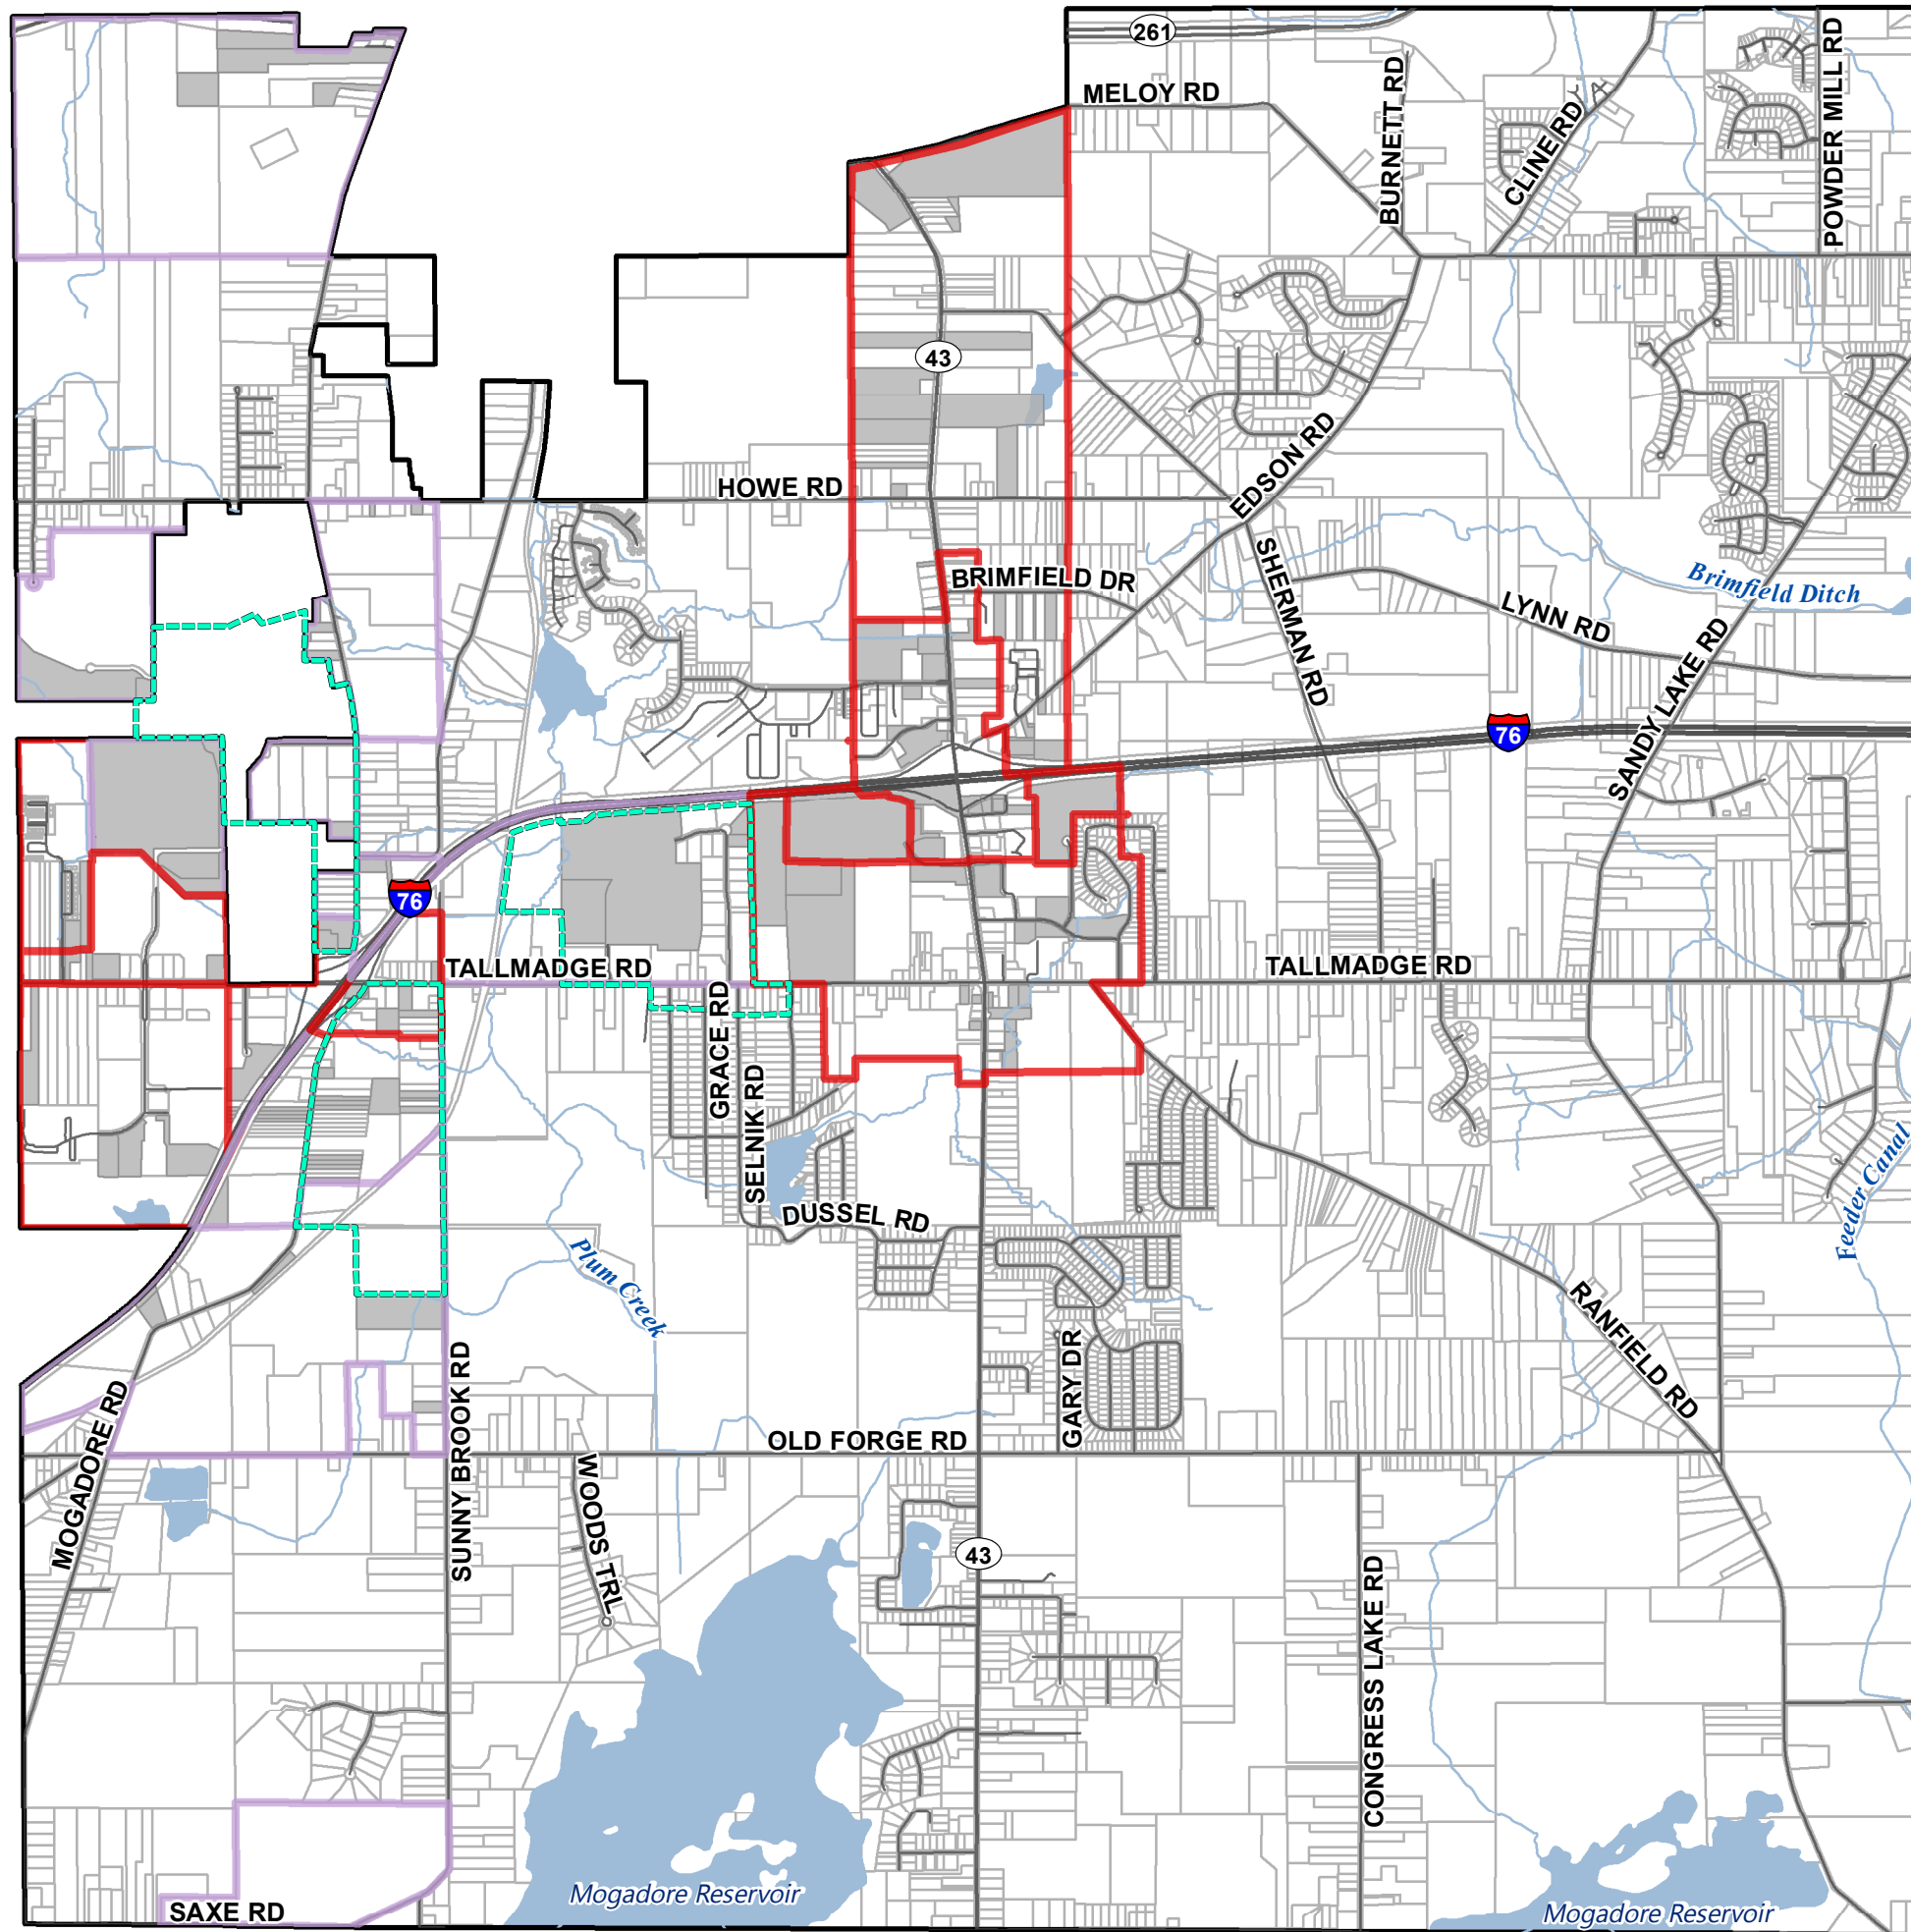 261
MELOY RD
BURNETT RD
CLINE RD
POWDER MILL RD
43
HOWE RD
EDSON RD
BRIMFIELD DR
SHERMAN RD
LYNN RD
Brimfield Ditch
SANDY LAKE RD
76
76
TALLMADGE RD
TALLMADGE RD
GRACE RD
SELNIK RD
DUSSEL RD
Plum Creek
Feeder Canal
RANFIELD RD
GARY DR
SUNNY BROOK RD
MOGADORE RD
OLD FORGE RD
WOODS TRL
43
CONGRESS LAKE RD
Mogadore Reservoir
Mogadore Reservoir
SAXE RD